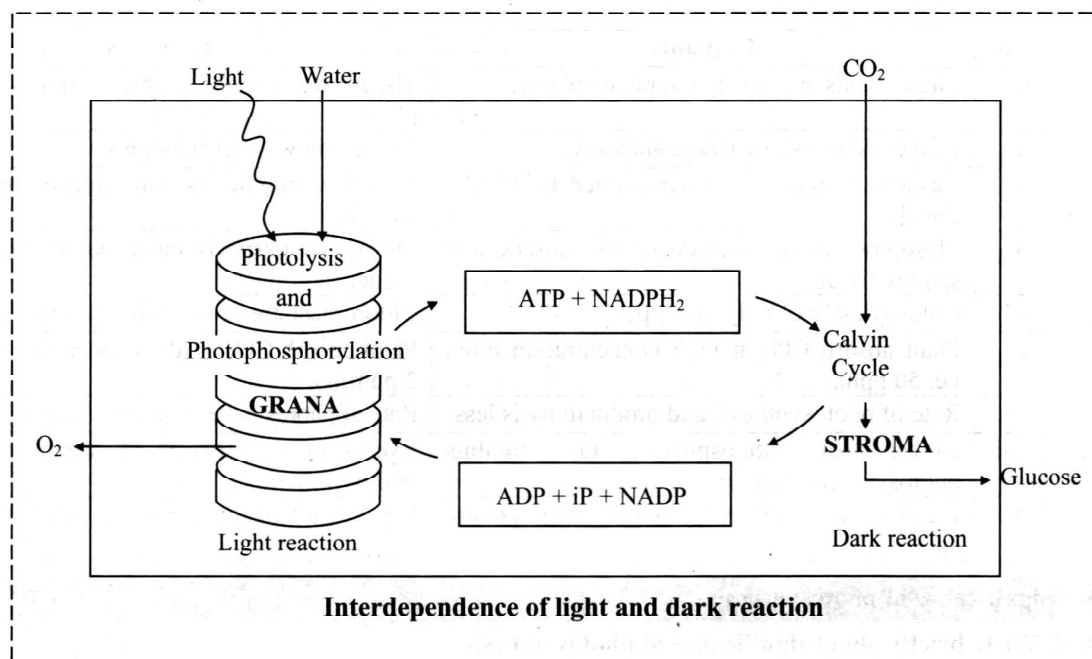 Light
Water
CO₂
Photolysis
and
Photophosphorylation
GRANA
ATP + NADPH₂
Calvin
Cycle
O₂
STROMA
Glucose
ADP + iP + NADP
Light reaction
Dark reaction
Interdependence of light and dark reaction